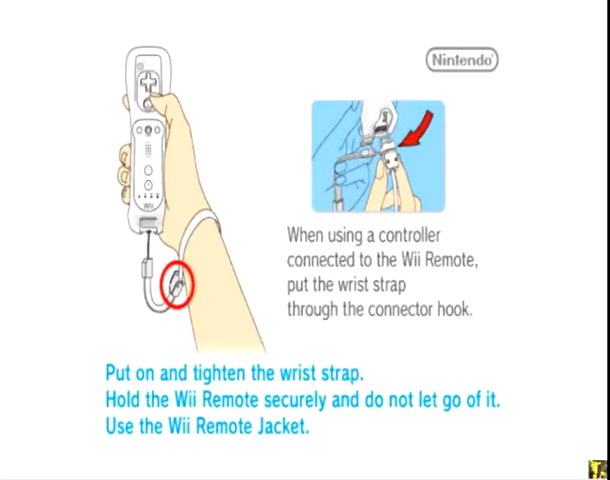 Nintendo
Wii
When using a controller
connected to the Wii Remote,
put the wrist strap
through the connector hook.
Put on and tighten the wrist strap.
Hold the Wii Remote securely and do not let go of it.
Use the Wii Remote Jacket.